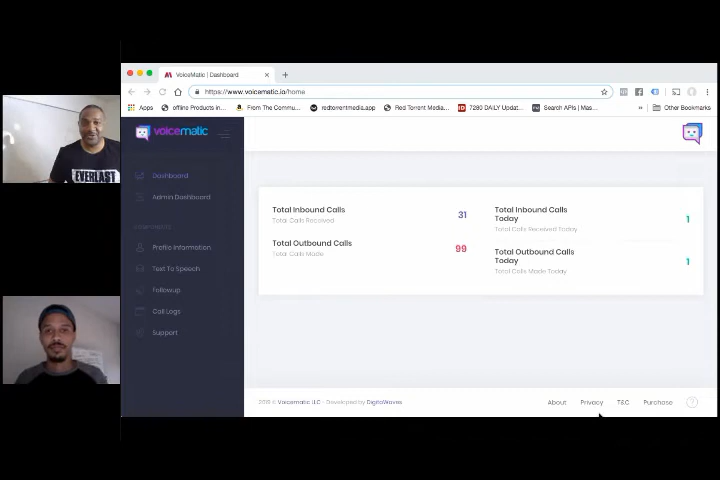 VoiceMatic | Dashboard
https://www.voicematic.io/home
Apps
offline Products in...
From The Commu...
redtorrentmedia.app
Red Torrent Media...
7280 DAILY Updat...
Search APIs | Mas...
»
Other Bookmarks
voicematic
Dashboard
Admin Dashboard
COMPONENTS
Profile Information
Text To Speech
Followup
Call Logs
Support
Total Inbound Calls
Total Calls Received
31
Total Outbound Calls
Total Calls Made
99
Total Inbound Calls
Today
Total Calls Received Today
1
Total Outbound Calls
Today
Total Calls Made Today
1
2019 © Voicematic LLC - Developed by DigitaWaves
About
Privacy
T&C
Purchase
EVERLAST